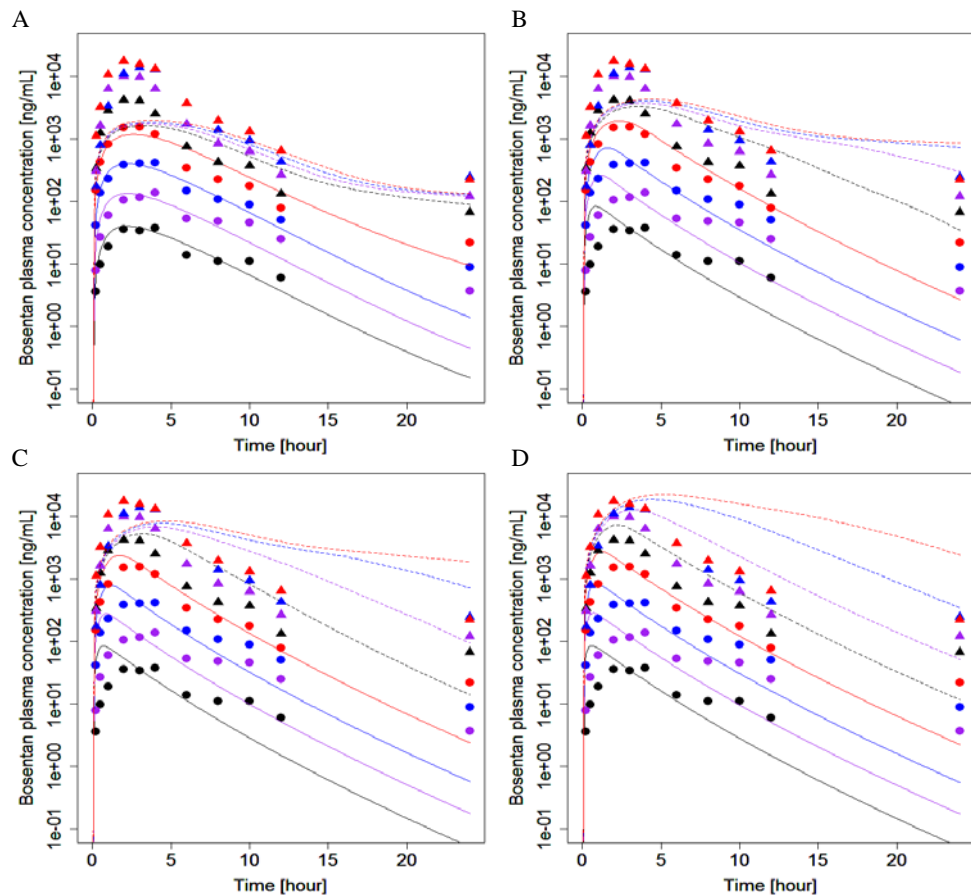 A
B
Bosentan plasma concentration [ng/mL]
1e-01 1e+00 1e+01 1e+02 1e+03 1e+04
0 5 10 15 20
Time [hour]
Bosentan plasma concentration [ng/mL]
1e-01 1e+00 1e+01 1e+02 1e+03 1e+04
0 5 10 15 20
Time [hour]
C
D
Bosentan plasma concentration [ng/mL]
1e-01 1e+00 1e+01 1e+02 1e+03 1e+04
0 5 10 15 20
Time [hour]
Bosentan plasma concentration [ng/mL]
1e-01 1e+00 1e+01 1e+02 1e+03 1e+04
0 5 10 15 20
Time [hour]